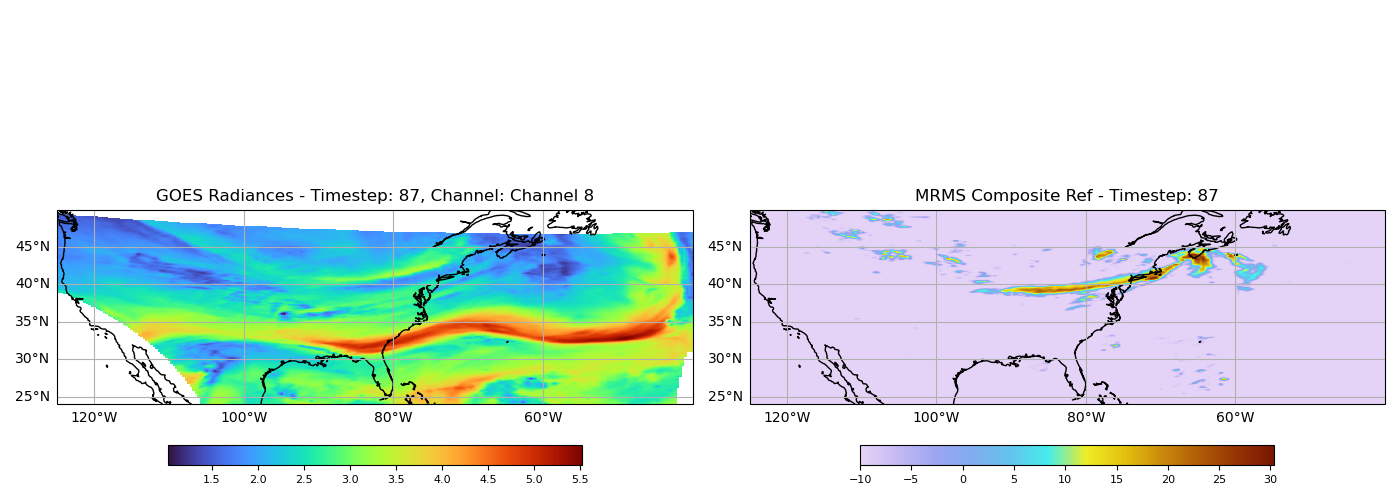 GOES Radiances - Timestep: 87, Channel: Channel 8
45°N
40°N
35°N
30°N
25°N
120°W 100°W 80°W 60°W
1.5 2.0 2.5 3.0 3.5 4.0 4.5 5.0 5.5
MRMS Composite Ref - Timestep: 87
45°N
40°N
35°N
30°N
25°N
120°W 100°W 80°W 60°W
−10 −5 0 5 10 15 20 25 30